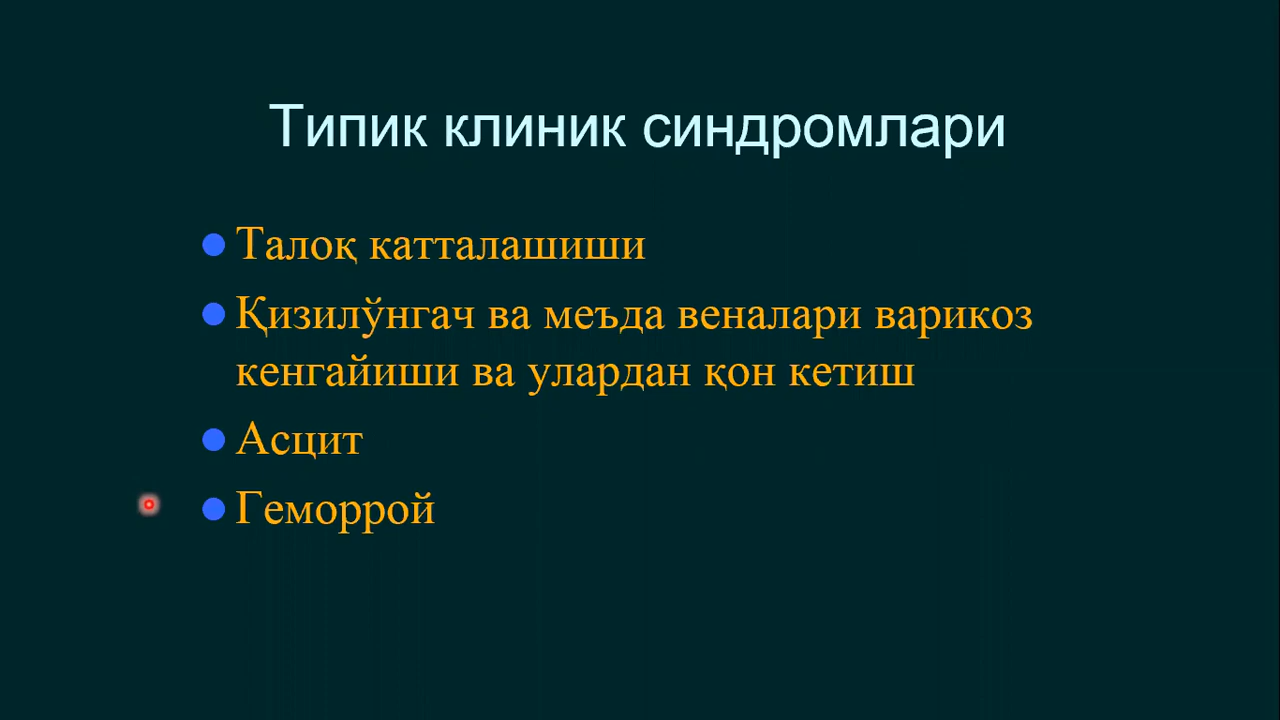 Типик клиник синдромлари
Талоқ катталашиши
Қизилўнгач ва меъда веналари варикоз
кенгайиши ва улардан қон кетиш
Асцит
Геморрой